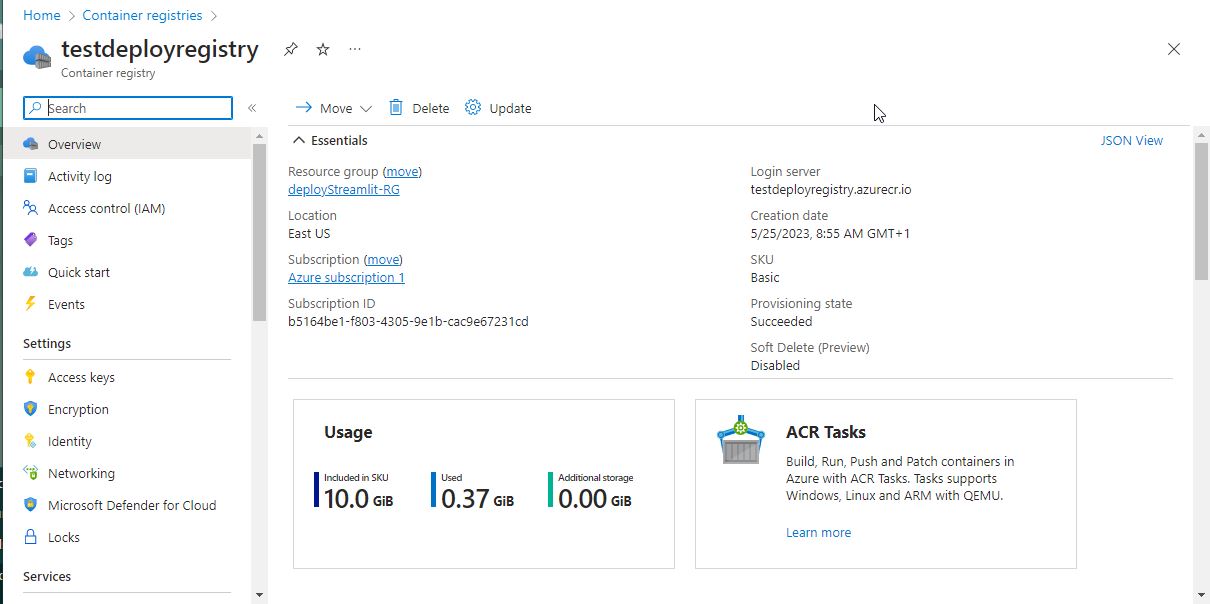 Home > Container registries >
testdeployregistry
Container registry
Search
Move
Delete
Update
Overview
Activity log
Access control (IAM)
Tags
Quick start
Events
Settings
Access keys
Encryption
Identity
Networking
Microsoft Defender for Cloud
Locks
Services
Essentials
JSON View
Resource group (move)
deployStreamlit-RG
Location
East US
Subscription (move)
Azure subscription 1
Subscription ID
b5164be1-f803-4305-9e1b-cac9e67231cd
Login server
testdeployregistry.azurecr.io
Creation date
5/25/2023, 8:55 AM GMT+1
SKU
Basic
Provisioning state
Succeeded
Soft Delete (Preview)
Disabled
Usage
Included in SKU
10.0 GiB
Used
0.37 GiB
Additional storage
0.00 GiB
ACR Tasks
Build, Run, Push and Patch containers in
Azure with ACR Tasks. Tasks supports
Windows, Linux and ARM with QEMU.
Learn more